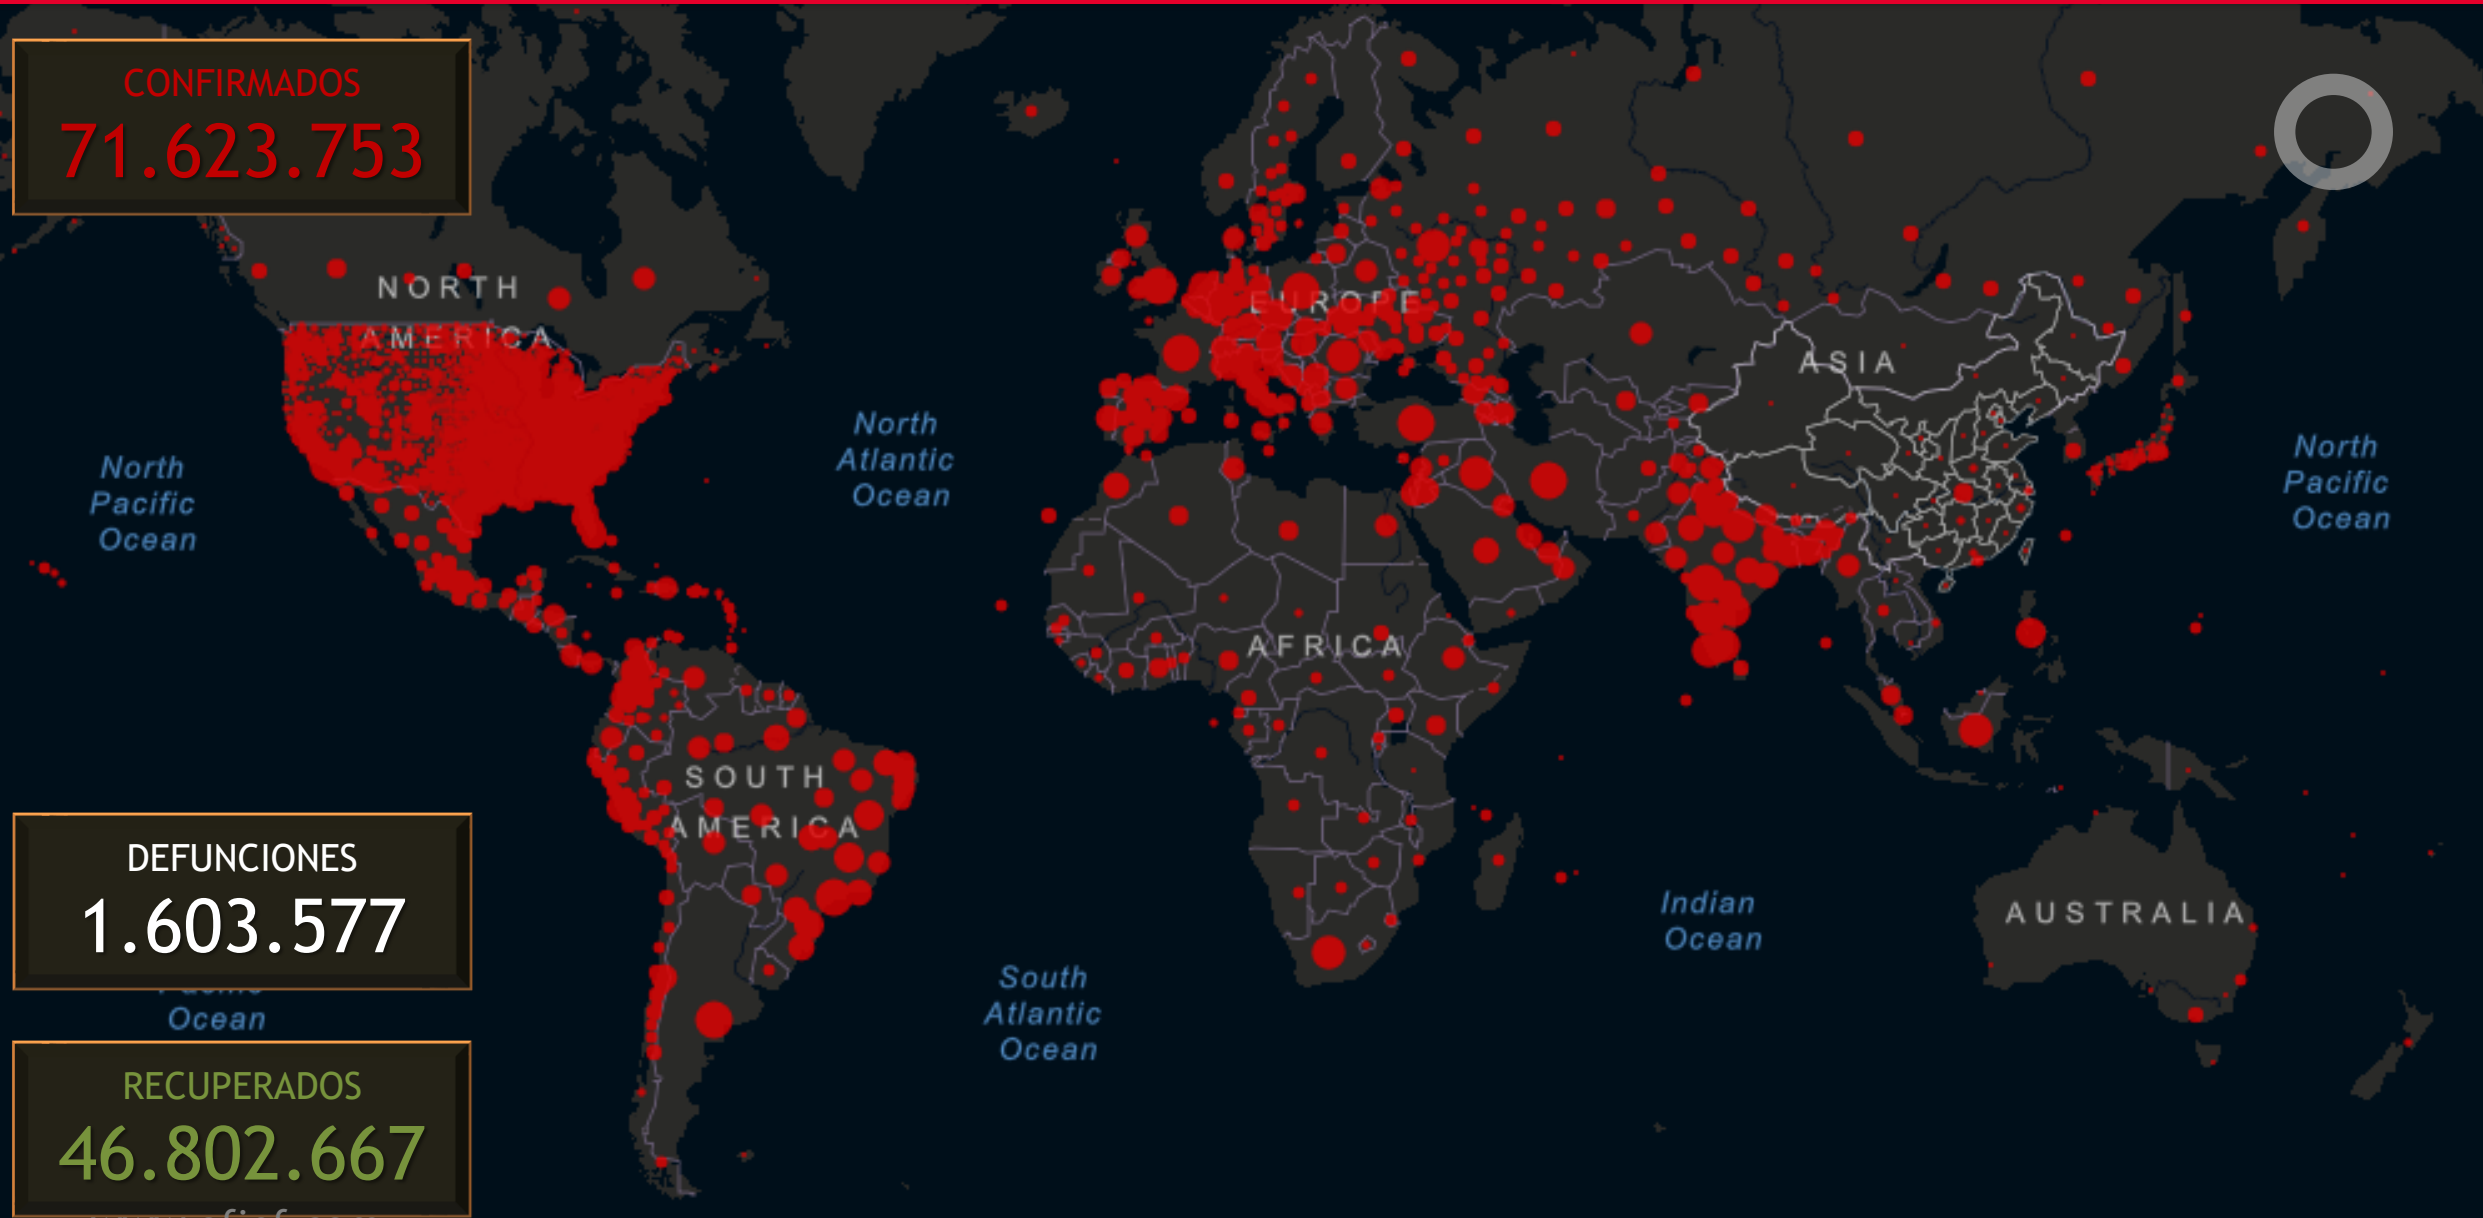 CONFIRMADOS
71.623.753
NORTH
AMERICA
EUROPE
ASIA
North
Atlantic
Ocean
North
Pacific
Ocean
North
Pacific
Ocean
AFRICA
SOUTH
AMERICA
DEFUNCIONES
1.603.577
Indian
Ocean
AUSTRALIA
South
Atlantic
Ocean
Pacific
Ocean
RECUPERADOS
46.802.667